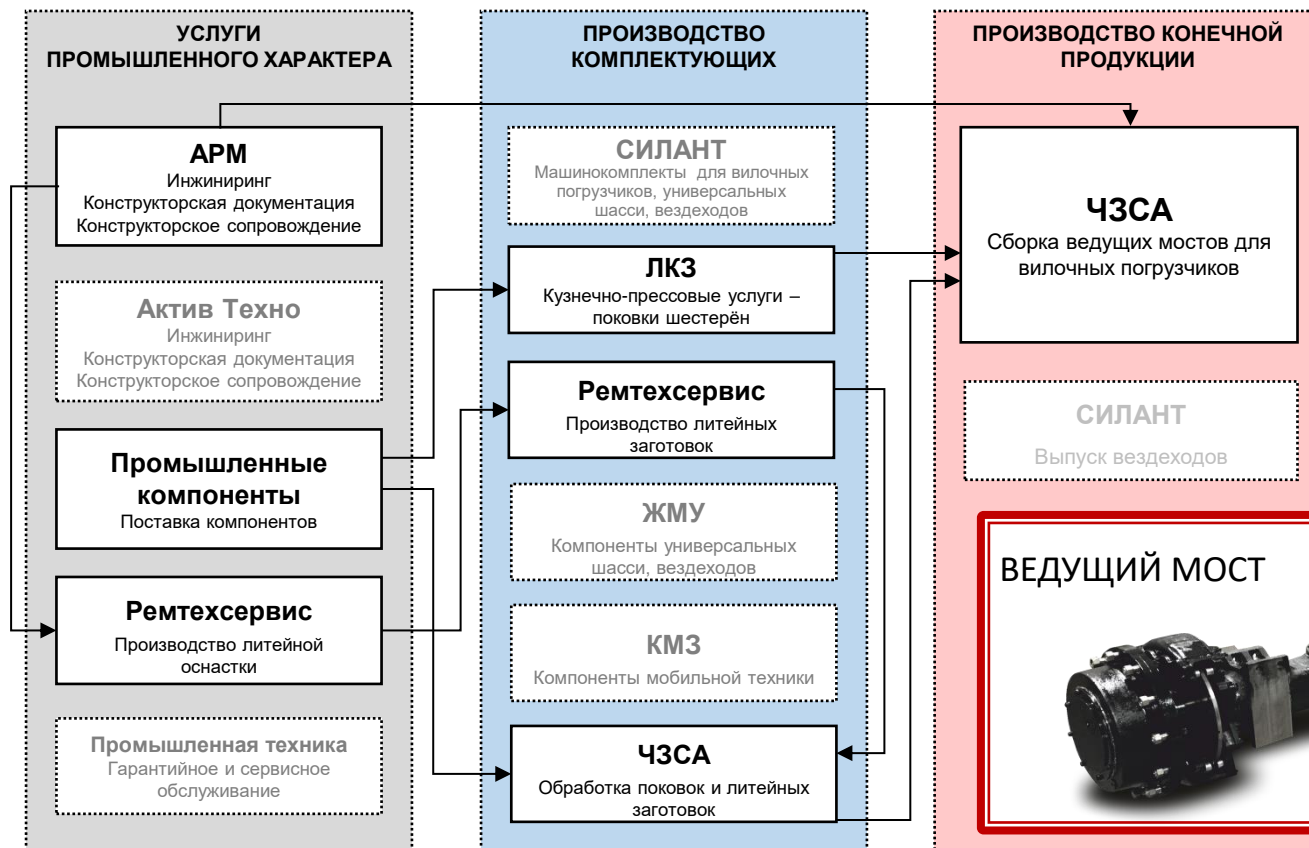 УСЛУГИ
ПРОМЫШЛЕННОГО ХАРАКТЕРА
АРМ
Инжиниринг
Конструкторская документация
Конструкторское сопровождение
Актив Техно
Инжиниринг
Конструкторская документация
Конструкторское сопровождение
Промышленные
компоненты
Поставка компонентов
Ремтехсервис
Производство литейной
оснастки
Промышленная техника
Гарантийное и сервисное
обслуживание
ПРОИЗВОДСТВО
КОМПЛЕКТУЮЩИХ
СИЛАНТ
Машинокомплекты для вилочных
погрузчиков, универсальных
шасси, вездеходов
ЛКЗ
Кузнечно-прессовые услуги –
поковки шестерён
Ремтехсервис
Производство литейных
заготовок
ЖМУ
Компоненты универсальных
шасси, вездеходов
КМЗ
Компоненты мобильной техники
ЧЗСА
Обработка поковок и литейных
заготовок
ПРОИЗВОДСТВО КОНЕЧНОЙ
ПРОДУКЦИИ
ЧЗСА
Сборка ведущих мостов для
вилочных погрузчиков
СИЛАНТ
Выпуск вездеходов
ВЕДУЩИЙ МОСТ